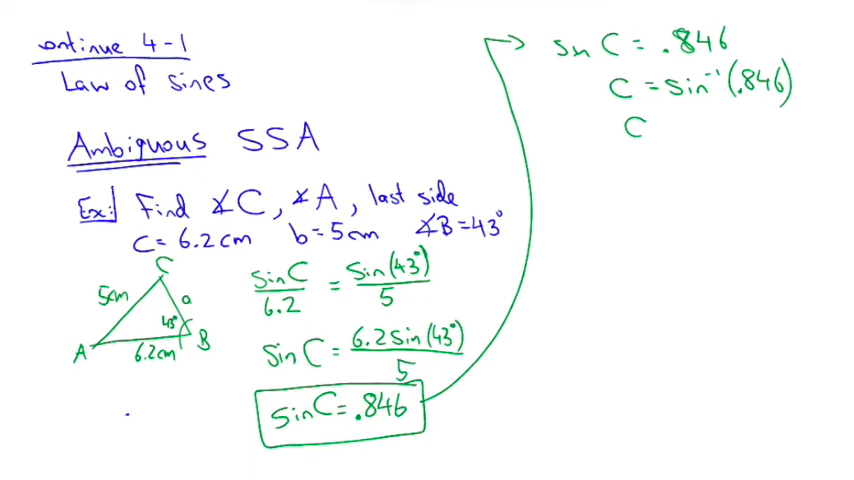 ontinue 4-1
Law of sines
Ambiguous SSA
Ex: Find ∡C, ∡A, last side
c = 6.2cm b = 5cm ∡B = 43°
C
5cm
a
43°
A
B
6.2cm
sin C / 6.2 = sin(43°) / 5
sin C = 6.2 sin(43°) / 5
sin C = .846
sin C = .846
C = sin⁻¹(.846)
C